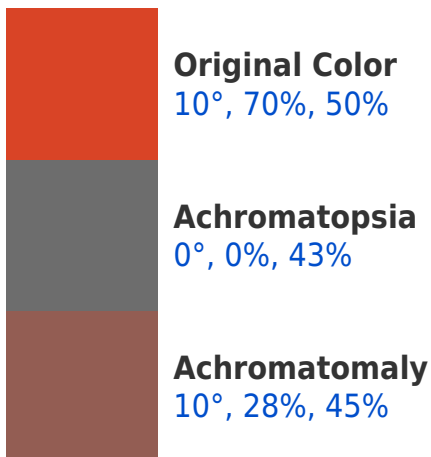 Original Color
10°, 70%, 50%
Achromatopsia
0°, 0%, 43%
Achromatomaly
10°, 28%, 45%